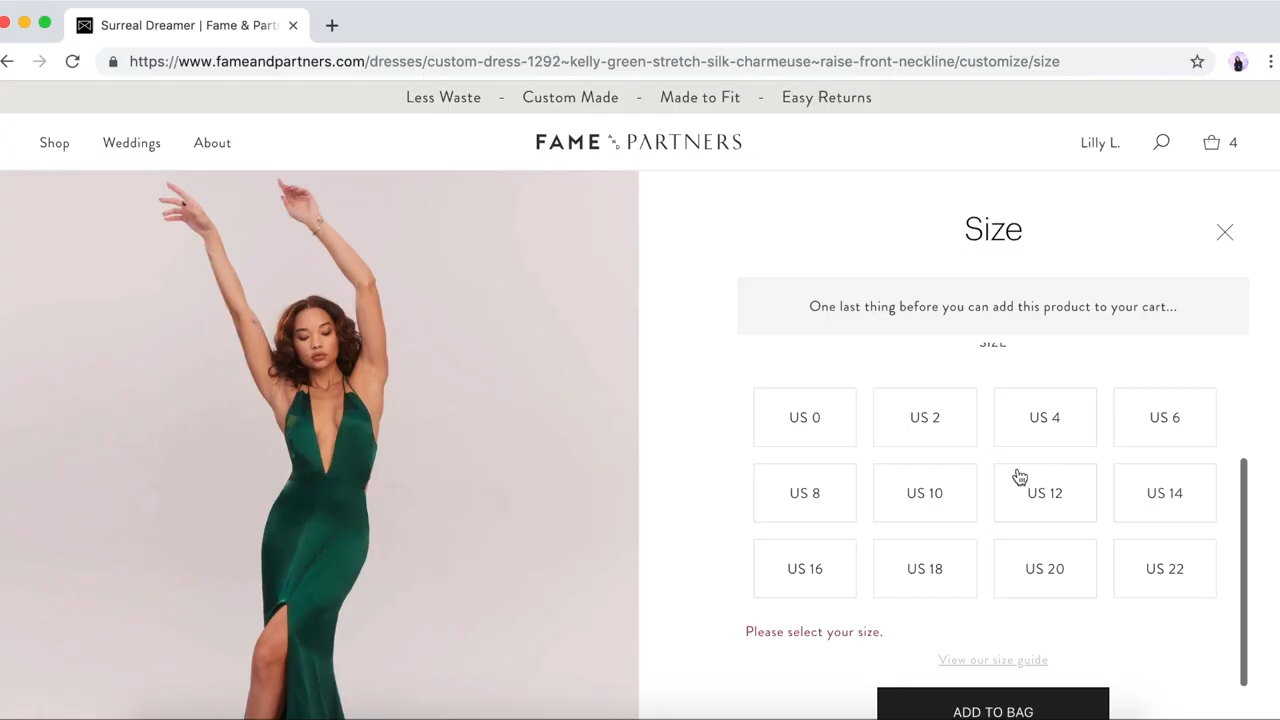 Surreal Dreamer | Fame & Part
https://www.fameandpartners.com/dresses/custom-dress-1292~kelly-green-stretch-silk-charmeuse~raise-front-neckline/customize/size
Less Waste - Custom Made - Made to Fit - Easy Returns
Shop Weddings About FAME AND PARTNERS Lilly L. 4
Size
One last thing before you can add this product to your cart...
SIZE
US 0 US 2 US 4 US 6
US 8 US 10 US 12 US 14
US 16 US 18 US 20 US 22
Please select your size.
View our size guide
ADD TO BAG